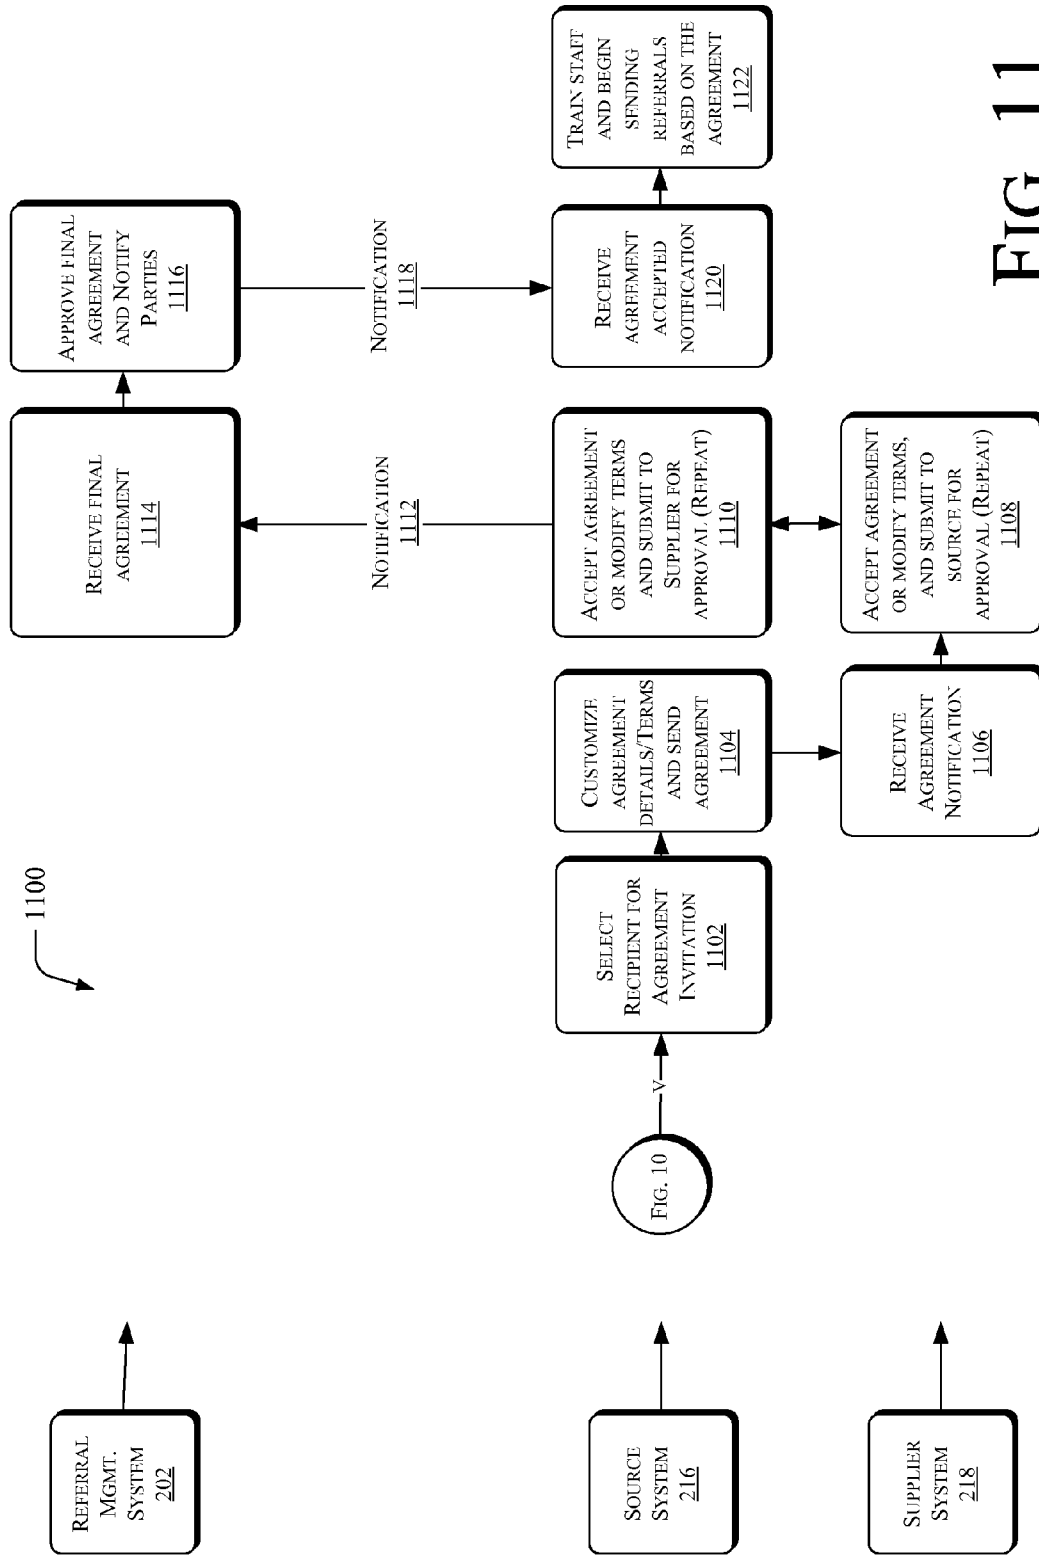 1100
REFERRAL
MGMT.
SYSTEM
202
RECEIVE FINAL
AGREEMENT
1114
APPROVE FINAL
AGREEMENT
AND NOTIFY
PARTIES
1116
NOTIFICATION
1112
NOTIFICATION
1118
SOURCE
SYSTEM
216
FIG. 10
V
SELECT
RECIPIENT FOR
AGREEMENT
INVITATION
1102
CUSTOMIZE
AGREEMENT
DETAILS/TERMS
AND SEND
AGREEMENT
1104
ACCEPT AGREEMENT
OR MODIFY TERMS
AND SUBMIT TO
SUPPLIER FOR
APPROVAL (REPEAT)
1110
RECEIVE
AGREEMENT
ACCEPTED
NOTIFICATION
1120
TRAIN STAFF
AND BEGIN
SENDING
REFERRALS
BASED ON THE
AGREEMENT
1122
SUPPLIER
SYSTEM
218
RECEIVE
AGREEMENT
NOTIFICATION
1106
ACCEPT AGREEMENT
OR MODIFY TERMS,
AND SUBMIT TO
SOURCE FOR
APPROVAL (REPEAT)
1108
FIG. 11